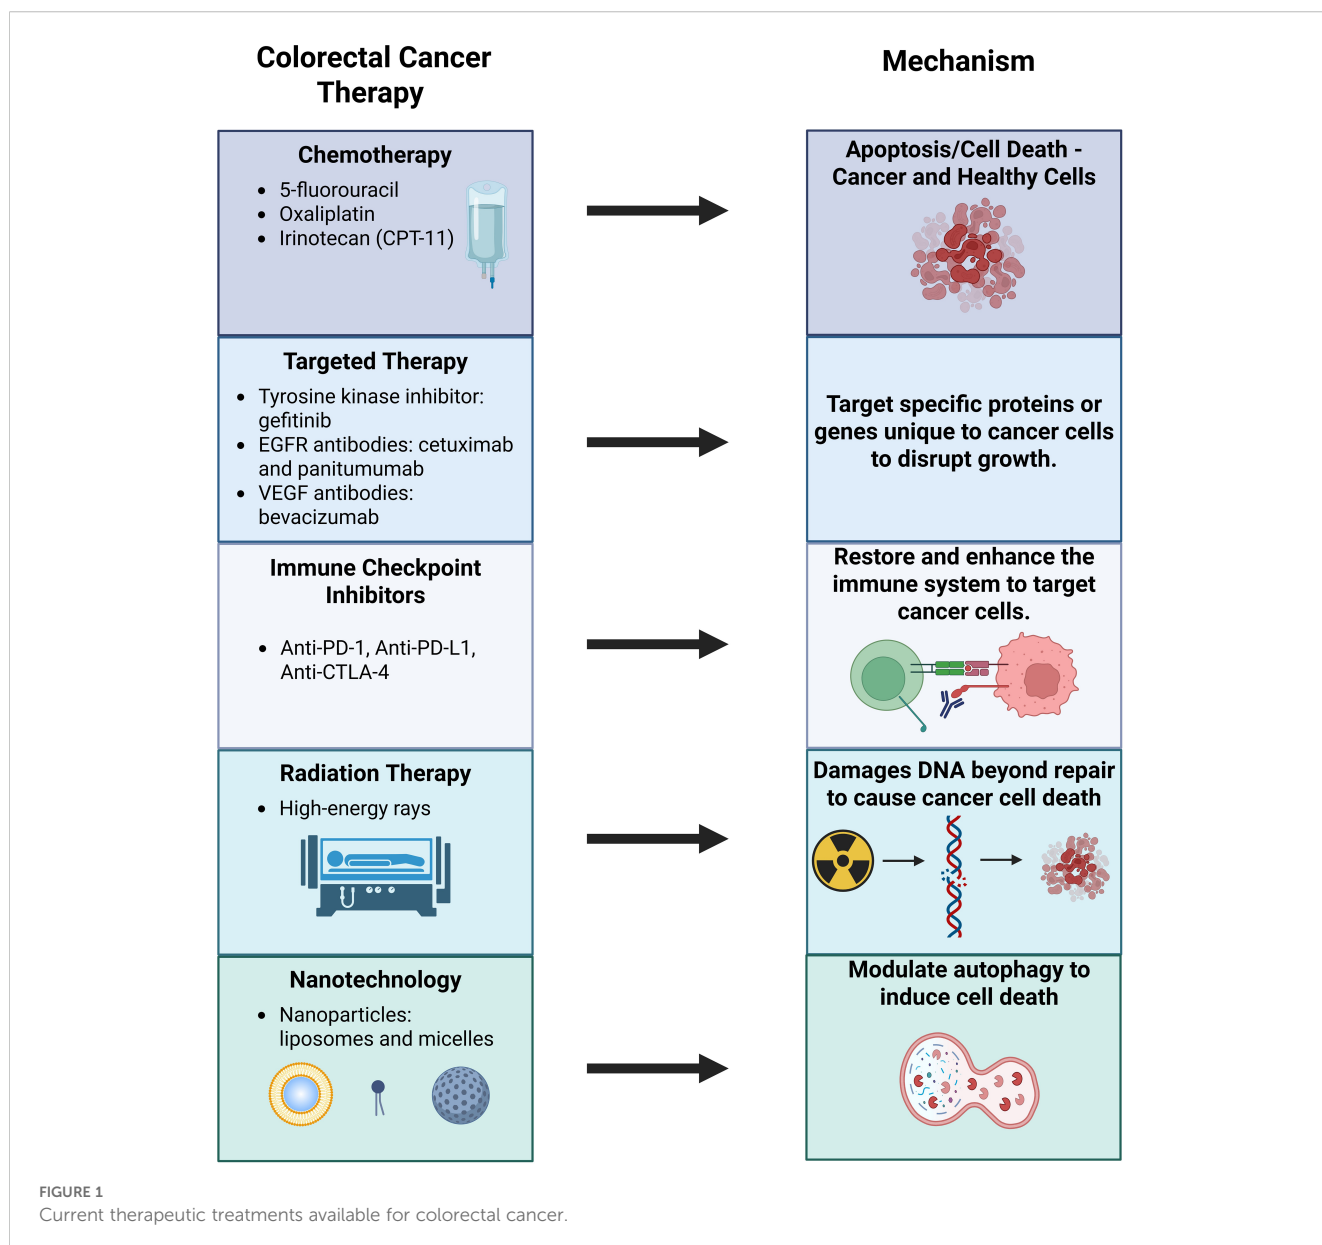 Colorectal Cancer
Therapy
Mechanism
Chemotherapy
• 5-fluorouracil
• Oxaliplatin
• Irinotecan (CPT-11)
Apoptosis/Cell Death -
Cancer and Healthy Cells
Targeted Therapy
• Tyrosine kinase inhibitor:
gefitinib
• EGFR antibodies: cetuximab
and panitumumab
• VEGF antibodies:
bevacizumab
Target specific proteins or
genes unique to cancer cells
to disrupt growth.
Immune Checkpoint
Inhibitors
• Anti-PD-1, Anti-PD-L1,
Anti-CTLA-4
Restore and enhance the
immune system to target
cancer cells.
Radiation Therapy
• High-energy rays
Damages DNA beyond repair
to cause cancer cell death
Nanotechnology
• Nanoparticles:
liposomes and micelles
Modulate autophagy to
induce cell death
FIGURE 1
Current therapeutic treatments available for colorectal cancer.